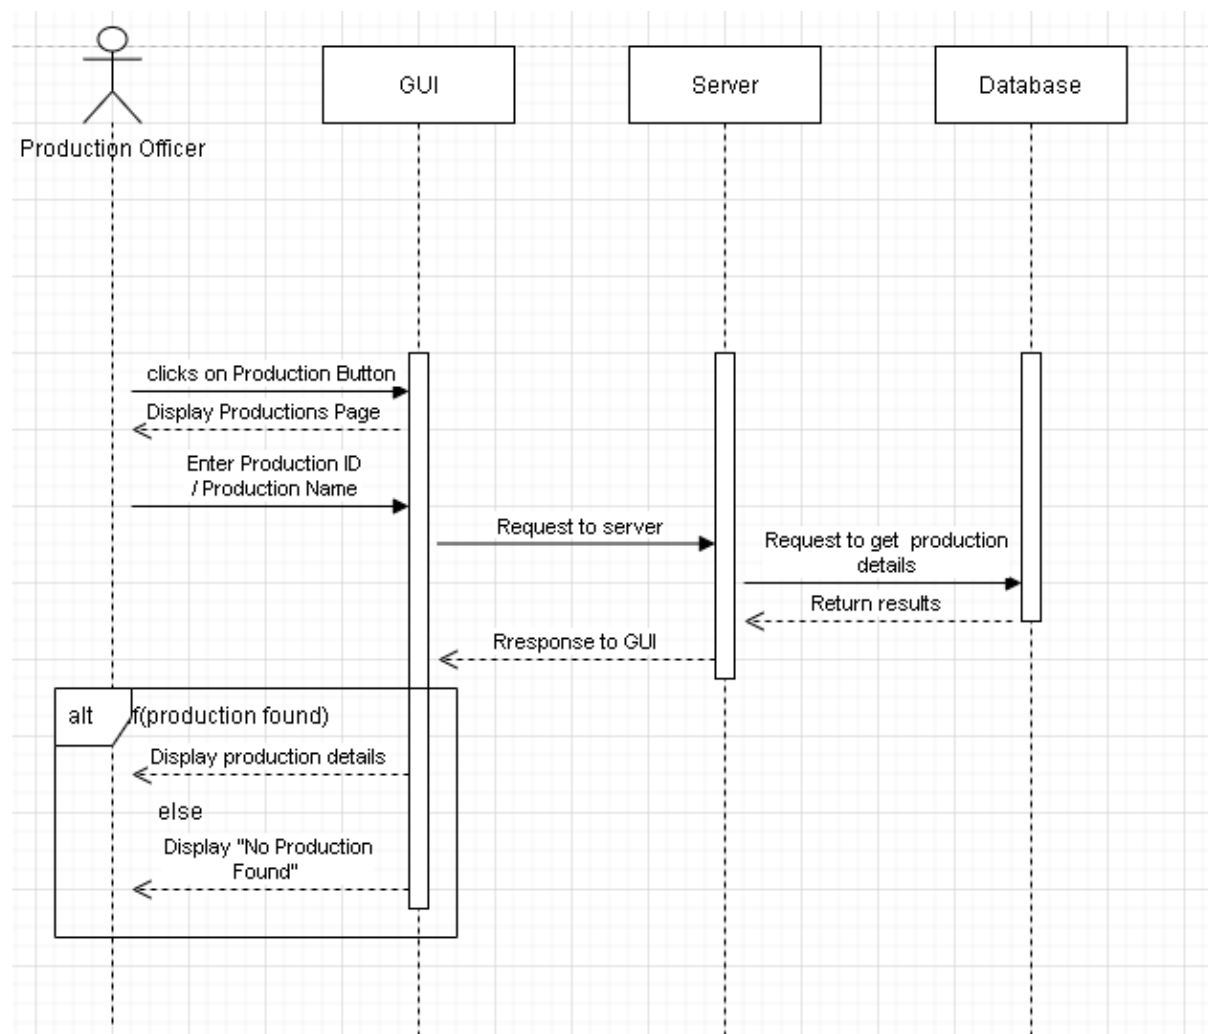 GUI
Server
Database
Production Officer
clicks on Production Button
Display Productions Page
Enter Production ID
/ Production Name
Request to server
Request to get production
details
Return results
Rresponse to GUI
alt
f(production found)
Display production details
else
Display "No Production
Found"